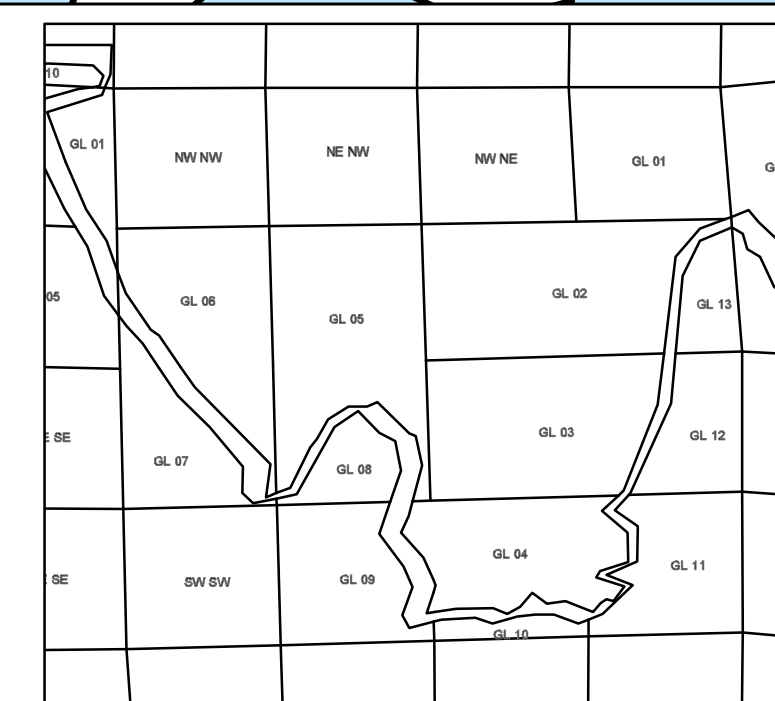 10
GL 01
NW NW
NE NW
NW NE
GL 01
G
05
GL 06
GL 05
GL 02
GL 13
E SE
GL 07
GL 08
GL 03
GL 12
SE
SW SW
GL 09
GL 04
GL 11
GL 10